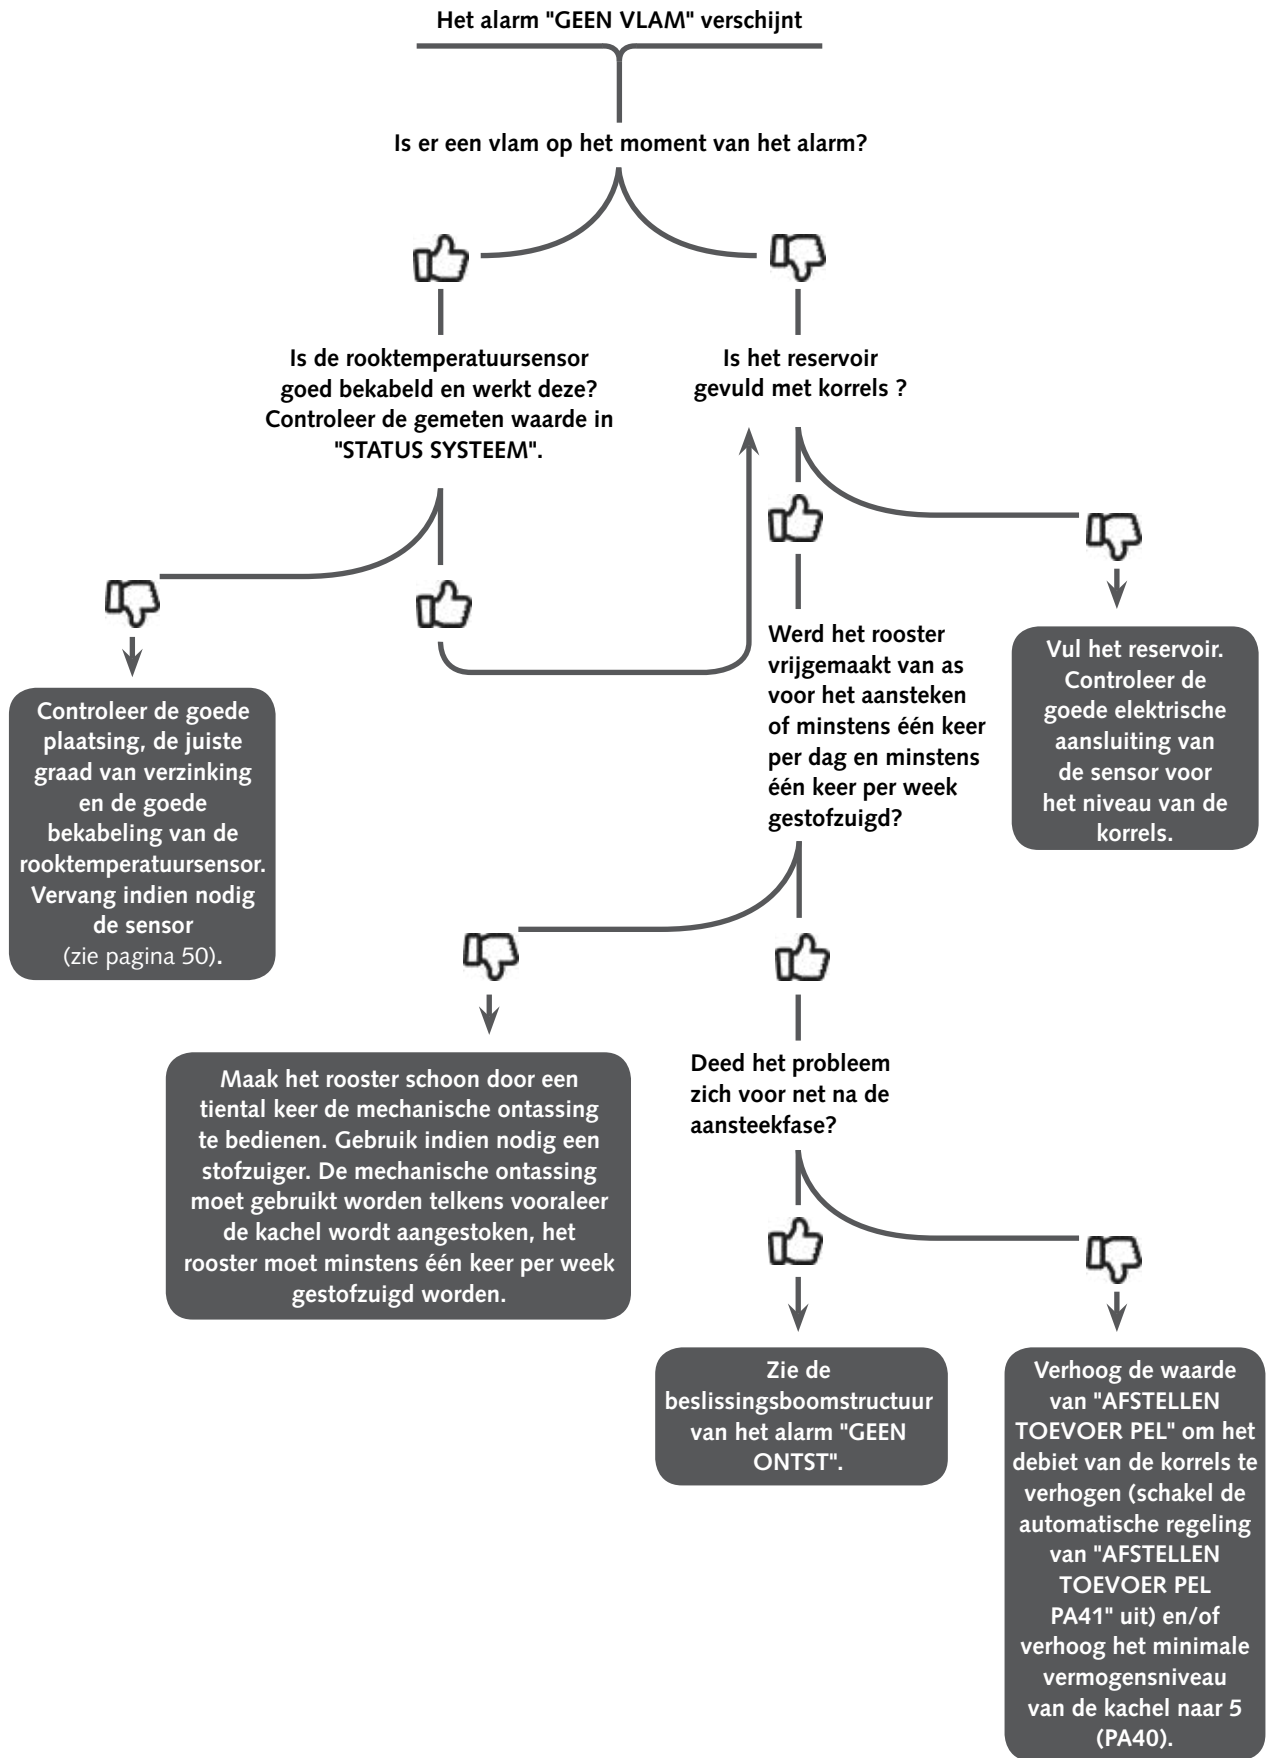 Het alarm "GEEN VLAM" verschijnt
Is er een vlam op het moment van het alarm?
Is de rooktemperatuursensor
goed bekabeld en werkt deze?
Controleer de gemeten waarde in
"STATUS SYSTEEM".
Is het reservoir
gevuld met korrels ?
Controleer de goede
plaatsing, de juiste
graad van verzinking
en de goede
bekabeling van de
rooktemperatuursensor.
Vervang indien nodig
de sensor
(zie pagina 50).
Werd het rooster
vrijgemaakt van as
voor het aansteken
of minstens één keer
per dag en minstens
één keer per week
gestofzuigd?
Vul het reservoir.
Controleer de
goede elektrische
aansluiting van
de sensor voor
het niveau van de
korrels.
Maak het rooster schoon door een
tiental keer de mechanische ontassing
te bedienen. Gebruik indien nodig een
stofzuiger. De mechanische ontassing
moet gebruikt worden telkens vooraleer
de kachel wordt aangestoken, het
rooster moet minstens één keer per week
gestofzuigd worden.
Deed het probleem
zich voor net na de
aansteekfase?
Zie de
beslissingsboomstructuur
van het alarm "GEEN
ONTST".
Verhoog de waarde
van "AFSTELLEN
TOEVOER PEL" om het
debiet van de korrels te
verhogen (schakel de
automatische regeling
van "AFSTELLEN
TOEVOER PEL
PA41" uit) en/of
verhoog het minimale
vermogensniveau
van de kachel naar 5
(PA40).